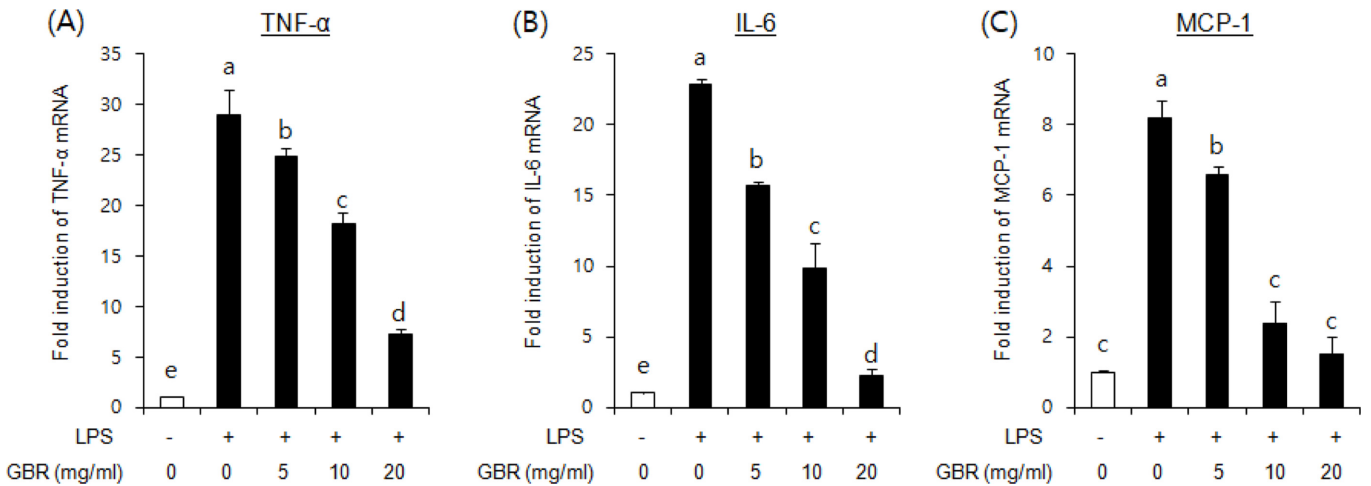 (A) TNF-α
Fold induction of TNF-α mRNA
35
30
25
20
15
10
5
0
e a b c d
LPS - + + + +
GBR (mg/ml) 0 0 5 10 20
(B) IL-6
Fold induction of IL-6 mRNA
25
20
15
10
5
0
e a b c d
LPS - + + + +
GBR (mg/ml) 0 0 5 10 20
(C) MCP-1
Fold induction of MCP-1 mRNA
10
8
6
4
2
0
c a b c c
LPS - + + + +
GBR (mg/ml) 0 0 5 10 20